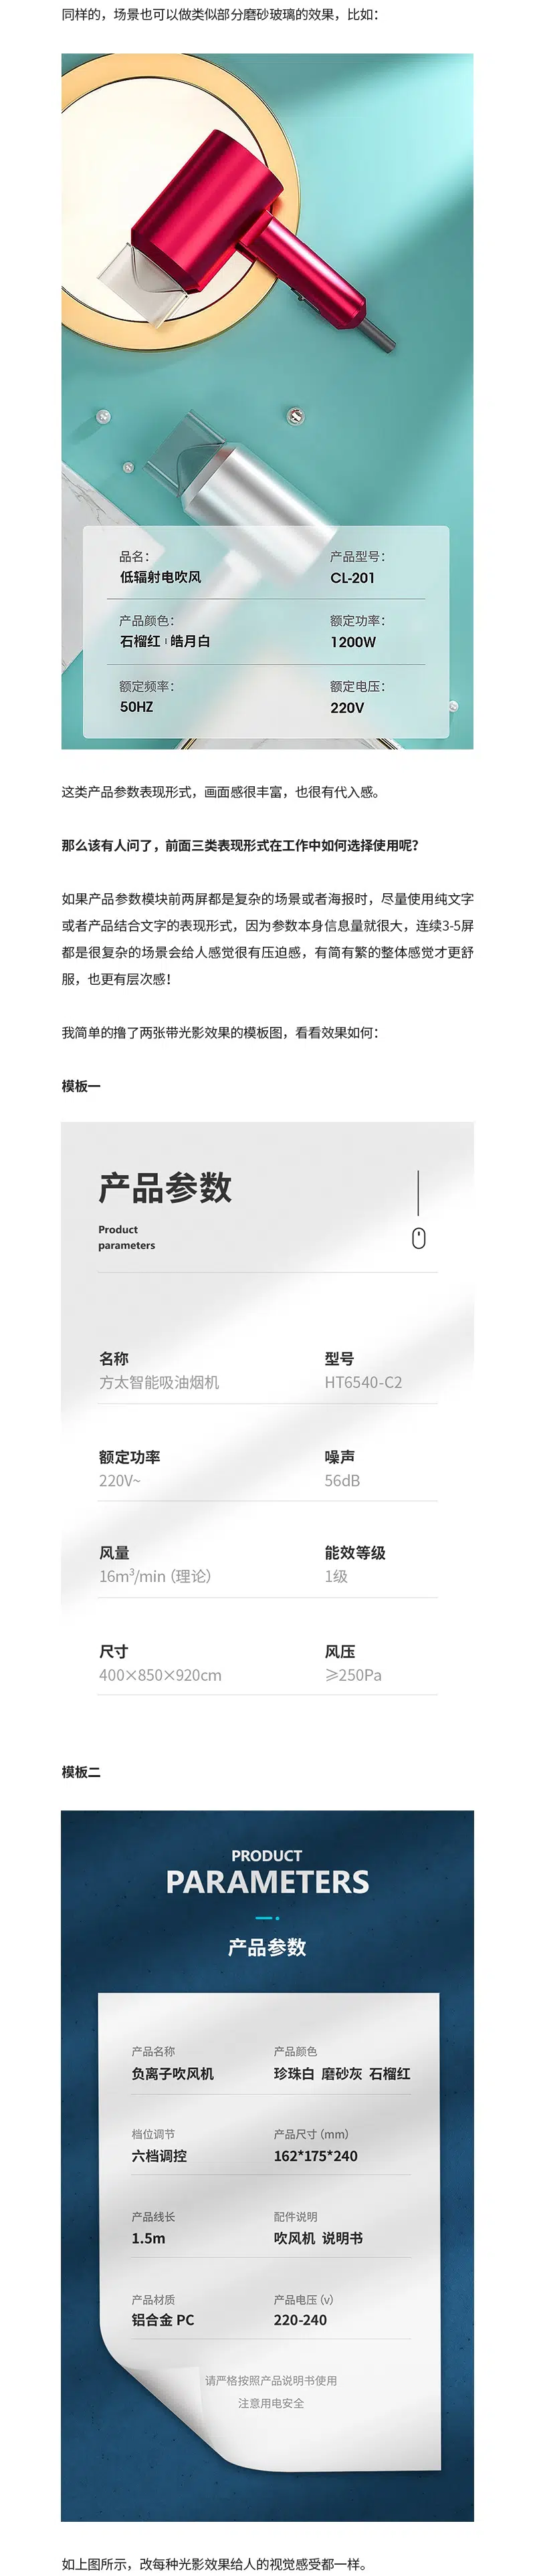 同样的，场景也可以做类似部分磨砂玻璃的效果，比如：
品名：
低辐射电吹风
产品型号：
CL-201
产品颜色：
石榴红 | 皓月白
额定功率：
1200W
额定频率：
50HZ
额定电压：
220V
这类产品参数表现形式，画面感很丰富，也很有代入感。
那么该有人问了，前面三类表现形式在工作中如何选择使用呢？
如果产品参数模块前两屏都是复杂的场景或者海报时，尽量使用纯文字
或者产品结合文字的表现形式，因为参数本身信息量就很大，连续3-5屏
都是很复杂的场景会给人感觉很有压迫感，有简有繁的整体感觉才更舒
服，也更有层次感！
我简单的撸了两张带光影效果的模板图，看看效果如何：
模板一
产品参数
Product
parameters
名称
方太智能吸油烟机
型号
HT6540-C2
额定功率
220V~
噪声
56dB
风量
16m³/min（理论）
能效等级
1级
尺寸
400×850×920cm
风压
≥250Pa
模板二
PRODUCT
PARAMETERS
产品参数
产品名称
负离子吹风机
产品颜色
珍珠白 磨砂灰 石榴红
档位调节
六档调控
产品尺寸（mm）
162*175*240
产品线长
1.5m
配件说明
吹风机 说明书
产品材质
铝合金 PC
产品电压（v）
220-240
请严格按照产品说明书使用
注意用电安全
如上图所示，改每种光影效果给人的视觉感受都一样。